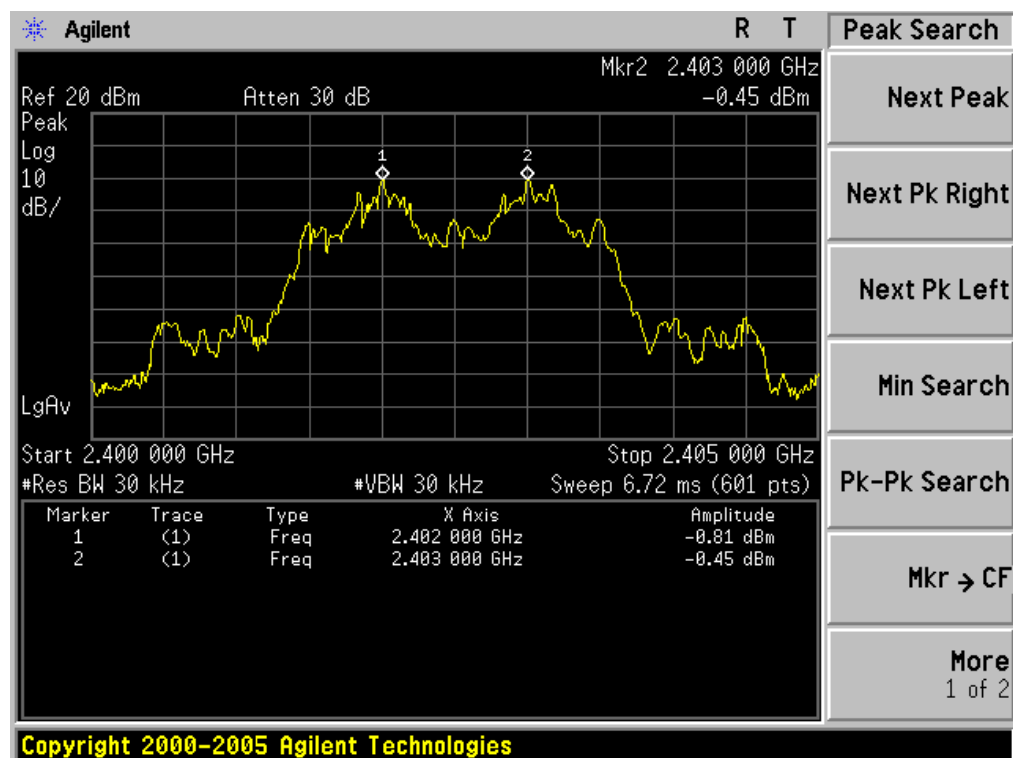 Agilent R T
Mkr2 2.403 000 GHz
Ref 20 dBm Atten 30 dB -0.45 dBm
Peak
Log
10
dB/
1 2
LgAv
Start 2.400 000 GHz Stop 2.405 000 GHz
#Res BW 30 kHz #VBW 30 kHz Sweep 6.72 ms (601 pts)
Marker Trace Type X Axis Amplitude
1 (1) Freq 2.402 000 GHz -0.81 dBm
2 (1) Freq 2.403 000 GHz -0.45 dBm
Peak Search
Next Peak
Next Pk Right
Next Pk Left
Min Search
Pk-Pk Search
Mkr → CF
More
1 of 2
Copyright 2000-2005 Agilent Technologies